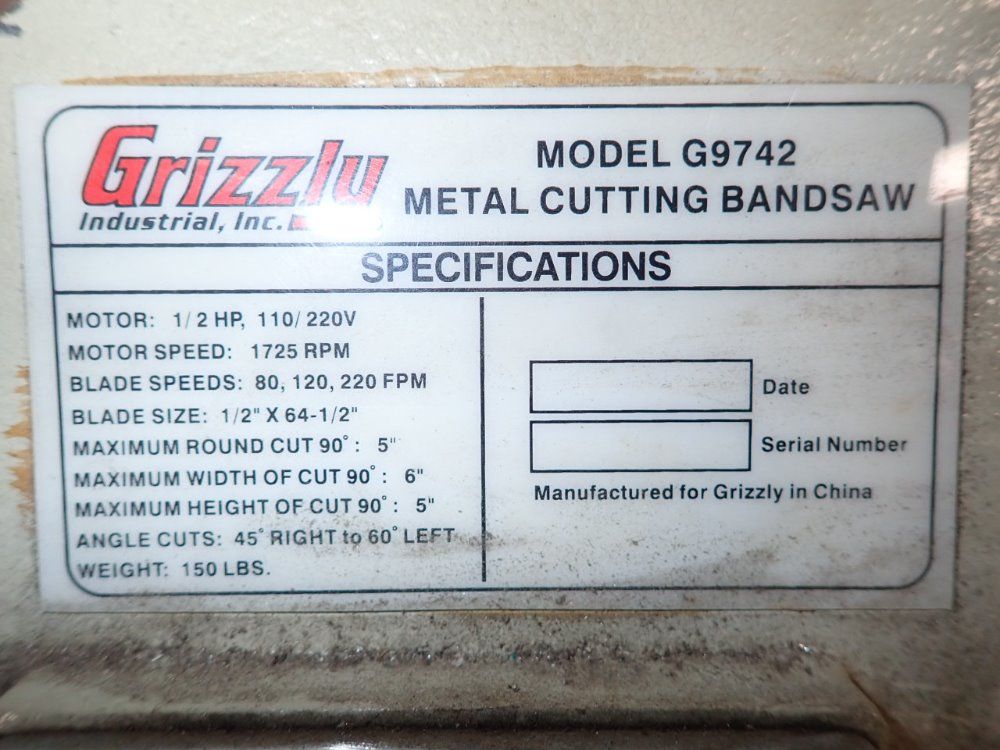 Grizzly
Industrial, Inc.
MODEL G9742
METAL CUTTING BANDSAW
SPECIFICATIONS
MOTOR: 1/2 HP, 110/220V
MOTOR SPEED: 1725 RPM
BLADE SPEEDS: 80, 120, 220 FPM
BLADE SIZE: 1/2" X 64-1/2"
MAXIMUM ROUND CUT 90°: 5"
MAXIMUM WIDTH OF CUT 90°: 6"
MAXIMUM HEIGHT OF CUT 90°: 5"
ANGLE CUTS: 45° RIGHT to 60° LEFT
WEIGHT: 150 LBS.
Date
Serial Number
Manufactured for Grizzly in China